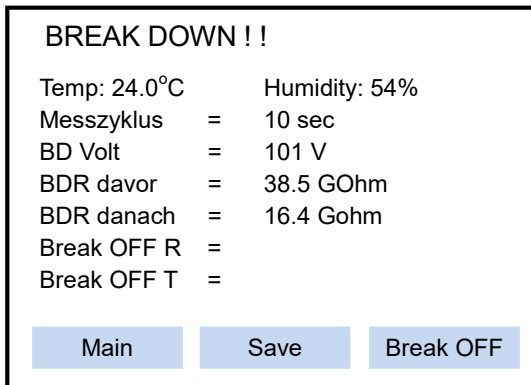 BREAK DOWN ! !
Temp: 24.0°C Humidity: 54%
Messzyklus = 10 sec
BD Volt = 101 V
BDR davor = 38.5 GOhm
BDR danach = 16.4 Gohm
Break OFF R =
Break OFF T =
Main Save Break OFF